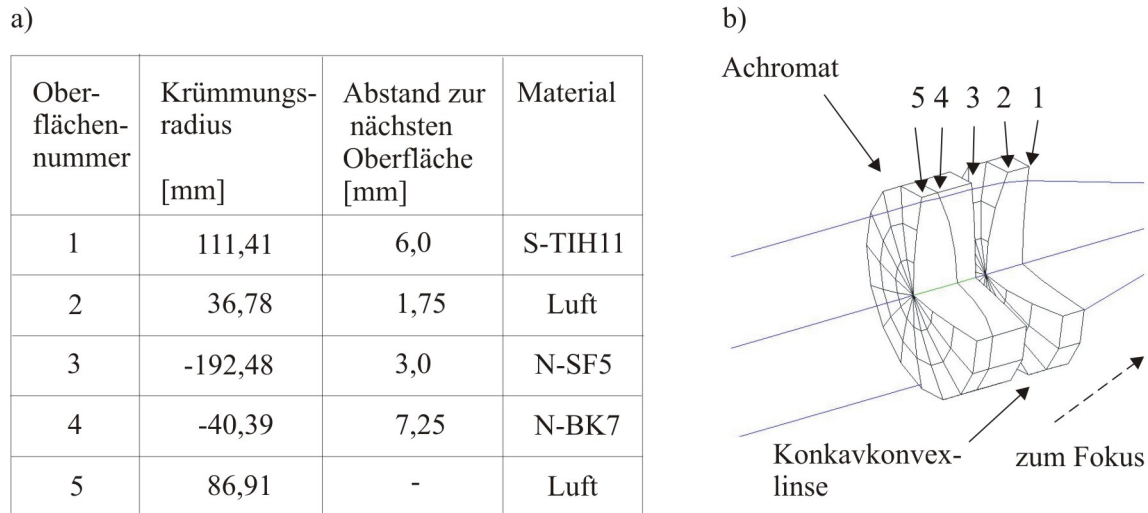 a)
Ober-
flächen-
nummer
Krümmungs-
radius
[mm]
Abstand zur
nächsten
Oberfläche
[mm]
Material
1 111,41 6,0 S-TIH11
2 36,78 1,75 Luft
3 -192,48 3,0 N-SF5
4 -40,39 7,25 N-BK7
5 86,91 - Luft
b)
Achromat
5 4 3 2 1
Konkavkonvex-
linse
zum Fokus